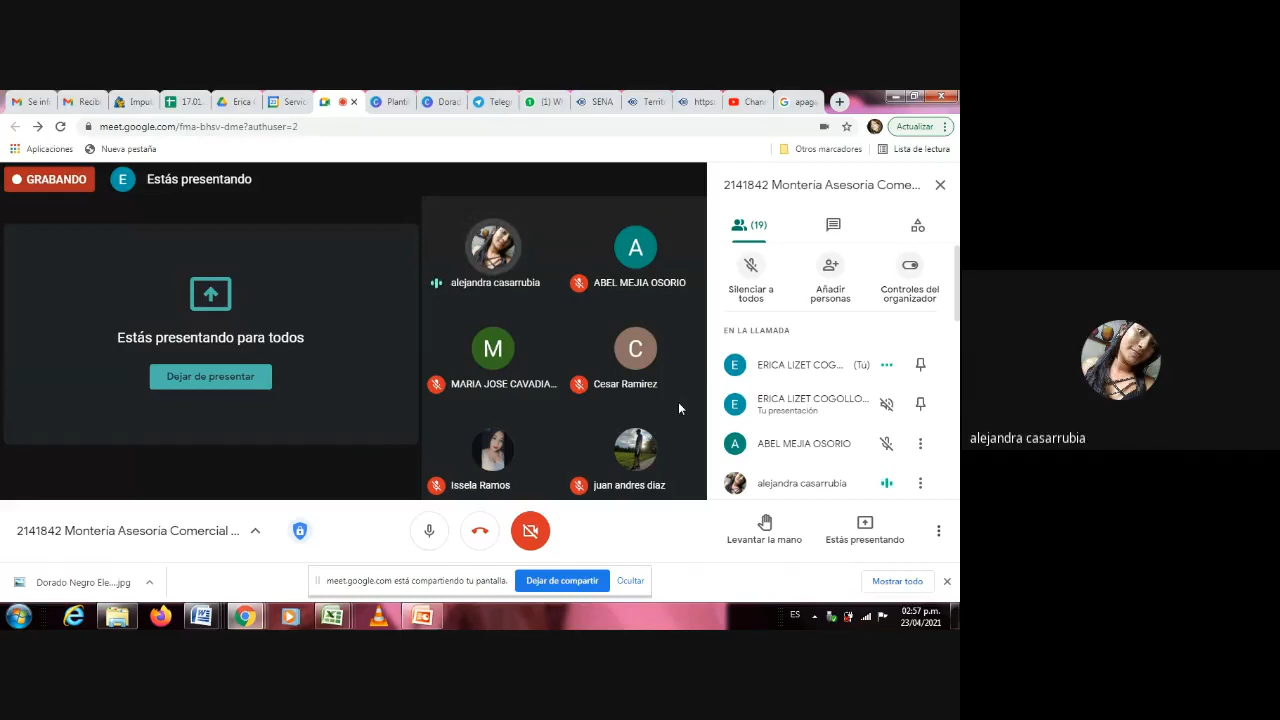 Se inf
Recib
Impul
17.01
Erica
Servic
Planti
Dorad
Telegr
(1) W
SENA
Territ
https:
Chan
apag
meet.google.com/fma-bhsv-dme?authuser=2
Actualizar
Aplicaciones
Nueva pestaña
Otros marcadores
Lista de lectura
GRABANDO
E
Estás presentando
2141842 Montería Asesoria Come...
(19)
Estás presentando para todos
Dejar de presentar
alejandra casarrubia
A
ABEL MEJIA OSORIO
M
MARIA JOSE CAVADIA...
C
Cesar Ramirez
Issela Ramos
juan andres diaz
Silenciar a
todos
Añadir
personas
Controles del
organizador
EN LA LLAMADA
E
ERICA LIZET COG... (Tú)
E
ERICA LIZET COGOLLO...
Tu presentación
A
ABEL MEJIA OSORIO
alejandra casarrubia
2141842 Montería Asesoria Comercial ...
Levantar la mano
Estás presentando
Dorado Negro Ele....jpg
meet.google.com está compartiendo tu pantalla.
Dejar de compartir
Ocultar
Mostrar todo
ES
02:57 p.m.
23/04/2021
alejandra casarrubia